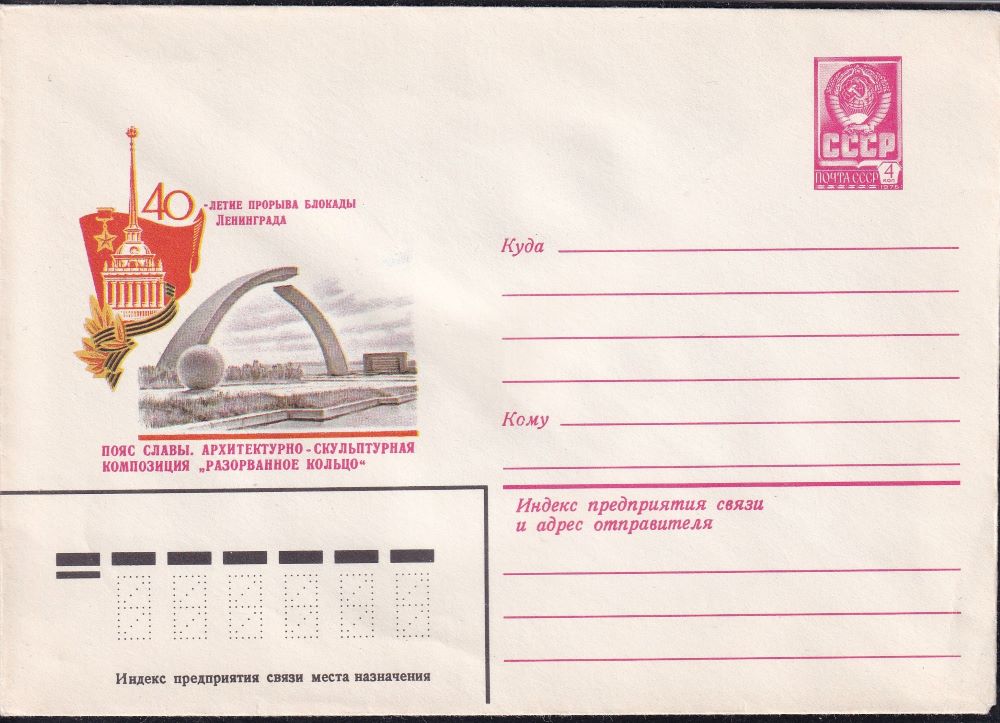 40-летие прорыва блокады
Ленинграда
СССР
ПОЧТА СССР 4
КОП
1978
Куда
Кому
ПОЯС СЛАВЫ. АРХИТЕКТУРНО-СКУЛЬПТУРНАЯ
КОМПОЗИЦИЯ „РАЗОРВАННОЕ КОЛЬЦО“
Индекс предприятия связи
и адрес отправителя
Индекс предприятия связи места назначения